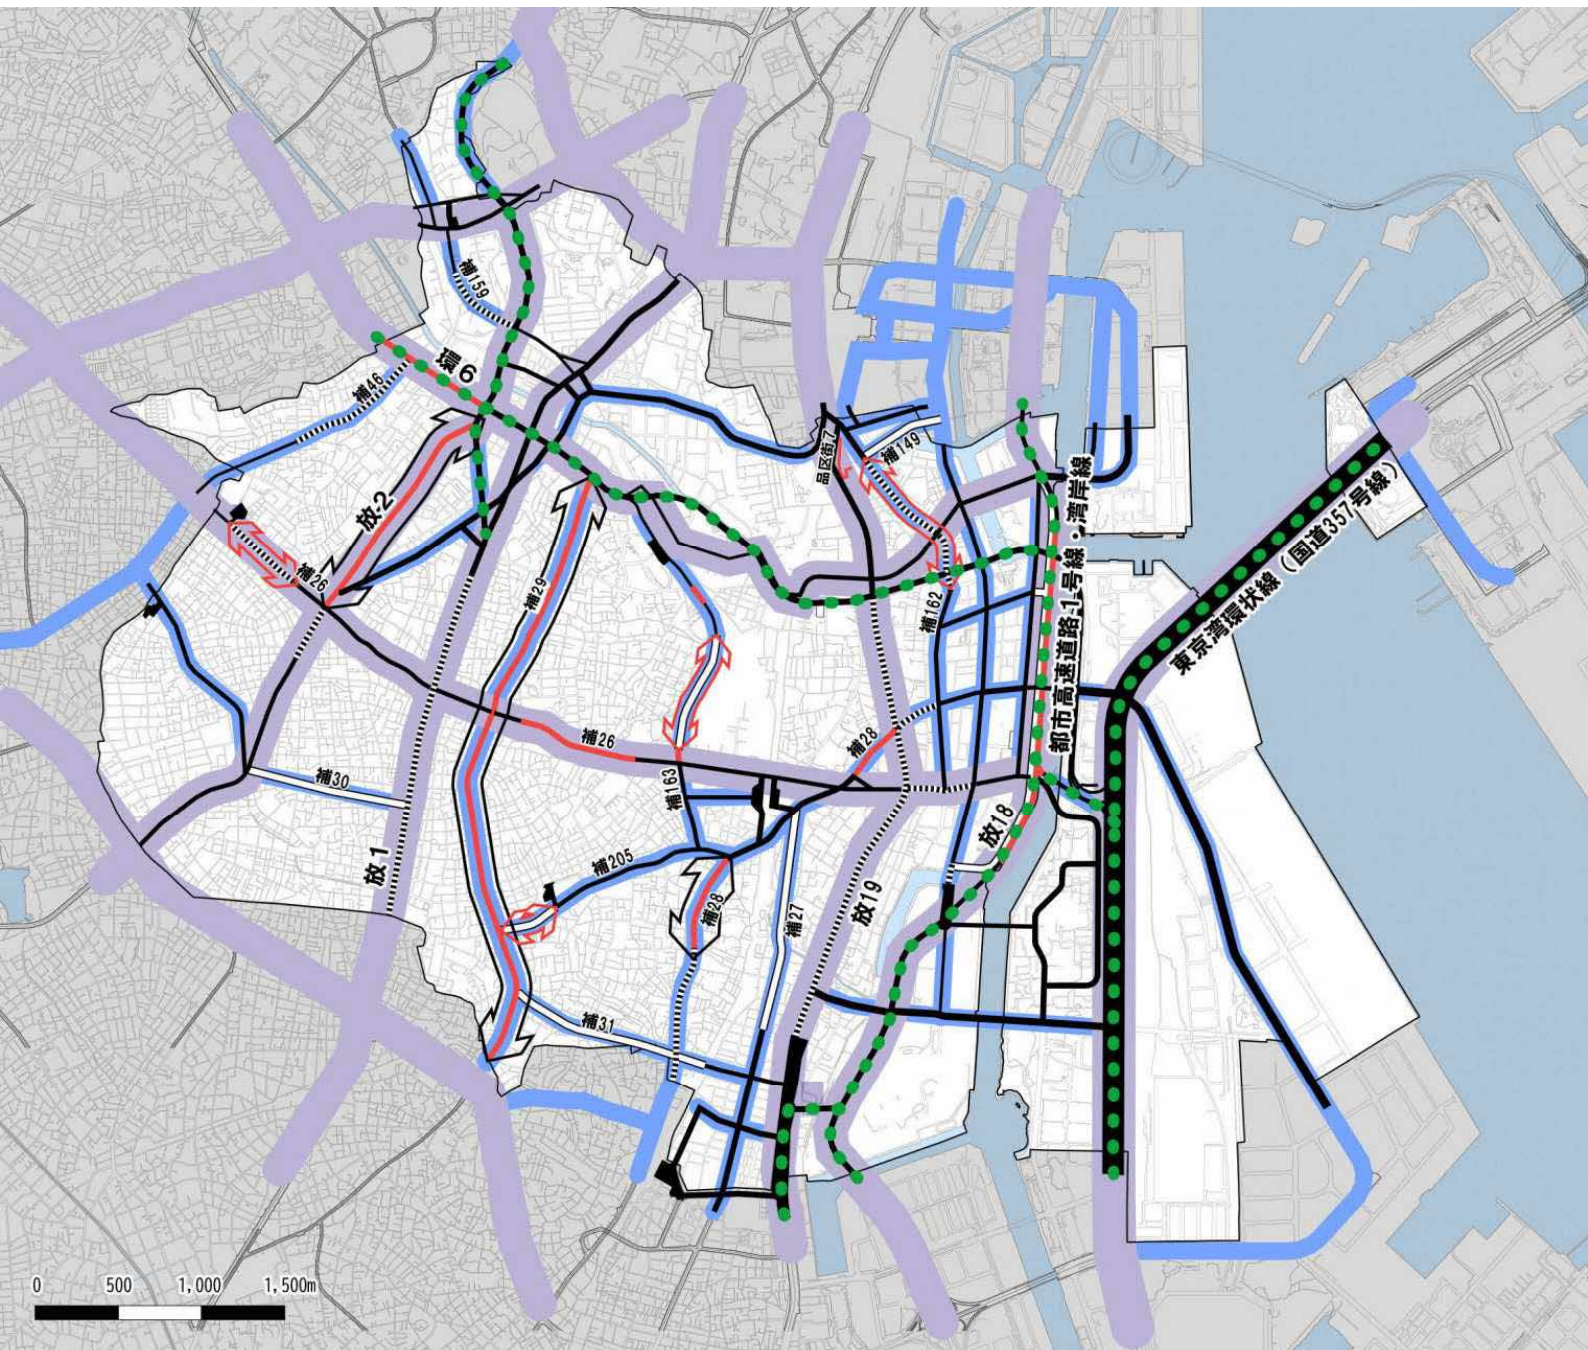 補159
環6
補46
補149
品区街7
放2
補26
補29
補162
都市高速道路1号線・湾岸線
東京湾環状線（国道357号線）
補26
補28
補30
補163
放18
放1
補205
補28
補27
放19
補31
0 500 1,000 1,500m